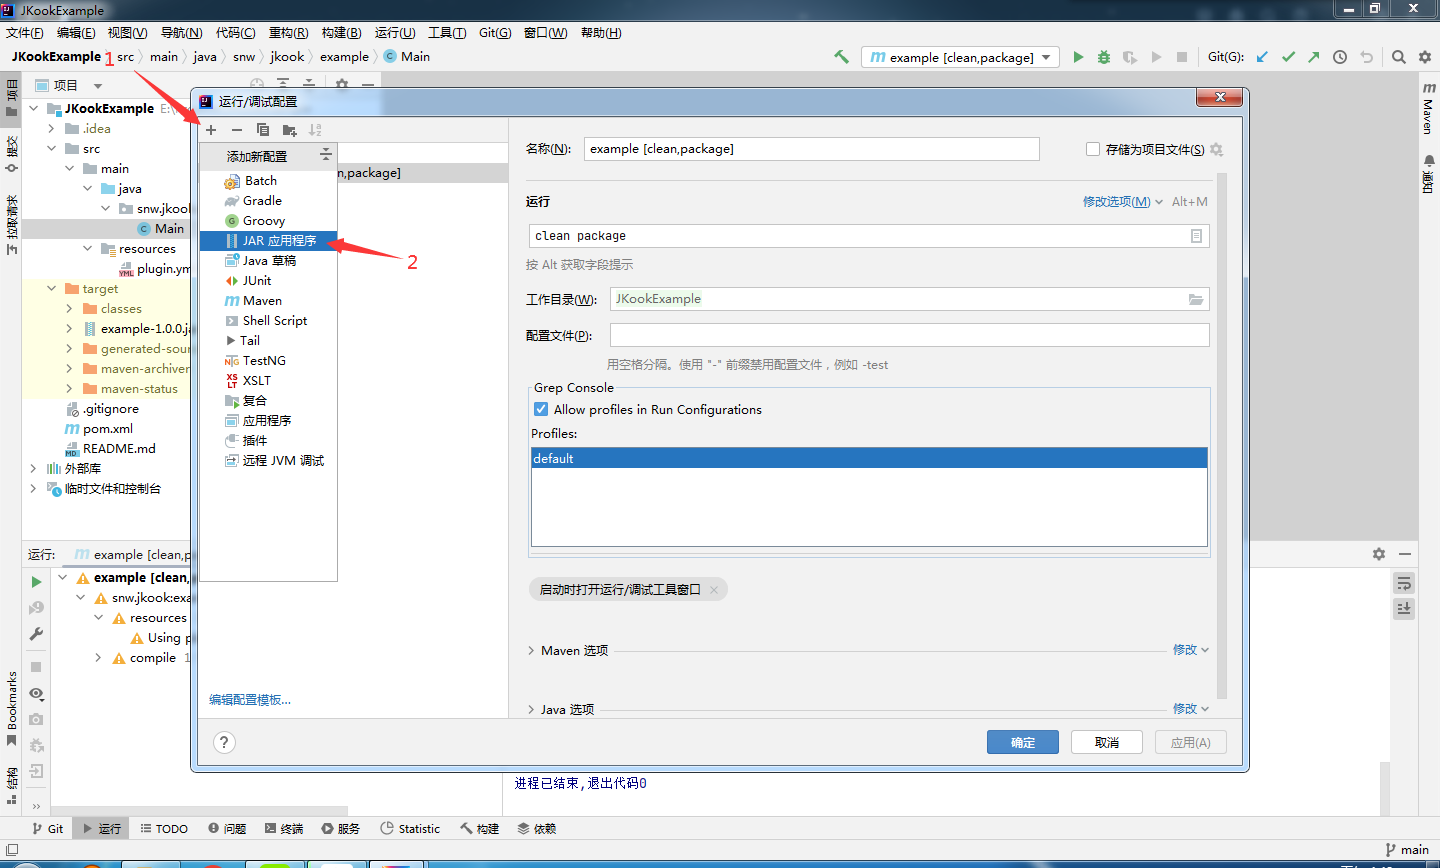 JKookExample
文件(F) 编辑(E) 视图(V) 导航(N) 代码(C) 重构(R) 构建(B) 运行(U) 工具(T) Git(G) 窗口(W) 帮助(H)
JKookExample 1 src main java snw jkook example Main
example [clean,package]
Git(G):
项目
项目
提交
拉取请求
Bookmarks
结构
JKookExample
.idea
src
main
java
snw.jkook
Main
resources
plugin.ym
target
classes
example-1.0.0.ja
generated-sour
maven-archiver
maven-status
.gitignore
pom.xml
README.md
外部库
临时文件和控制台
运行/调试配置
添加新配置
n,package]
Batch
Gradle
Groovy
JAR 应用程序
2
Java 草稿
JUnit
Maven
Shell Script
Tail
TestNG
XSLT
复合
应用程序
插件
远程 JVM 调试
编辑配置模板...
名称(N): example [clean,package]
存储为项目文件(S)
运行
修改选项(M) Alt+M
clean package
按 Alt 获取字段提示
工作目录(W): JKookExample
配置文件(P):
用空格分隔。使用 "-" 前缀禁用配置文件，例如 -test
Grep Console
Allow profiles in Run Configurations
Profiles:
default
启动时打开运行/调试工具窗口
Maven 选项 修改
Java 选项 修改
? 确定 取消 应用(A)
Maven
通知
运行: example [clean,p
example [clean,
snw.jkook:exa
resources
Using p
compile 1
进程已结束,退出代码0
Git 运行 TODO 问题 终端 服务 Statistic 构建 依赖
main